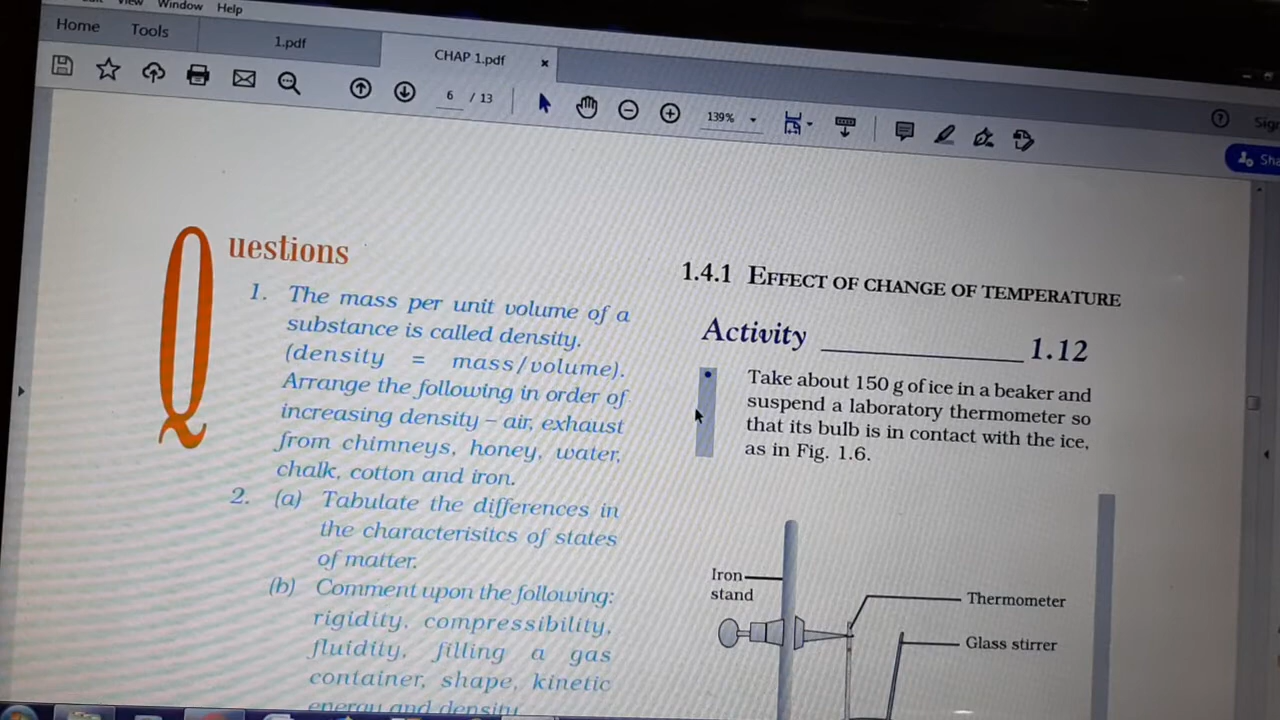 View Window Help
Home Tools 1.pdf CHAP 1.pdf ×
6 / 13 139%
Questions
1. The mass per unit volume of a
substance is called density.
(density = mass/volume).
Arrange the following in order of
increasing density – air, exhaust
from chimneys, honey, water,
chalk, cotton and iron.
2. (a) Tabulate the differences in
the characterisitcs of states
of matter.
(b) Comment upon the following:
rigidity, compressibility,
fluidity, filling a gas
container, shape, kinetic
energy and density.
1.4.1 EFFECT OF CHANGE OF TEMPERATURE
Activity 1.12
• Take about 150 g of ice in a beaker and
suspend a laboratory thermometer so
that its bulb is in contact with the ice,
as in Fig. 1.6.
Iron
stand
Thermometer
Glass stirrer